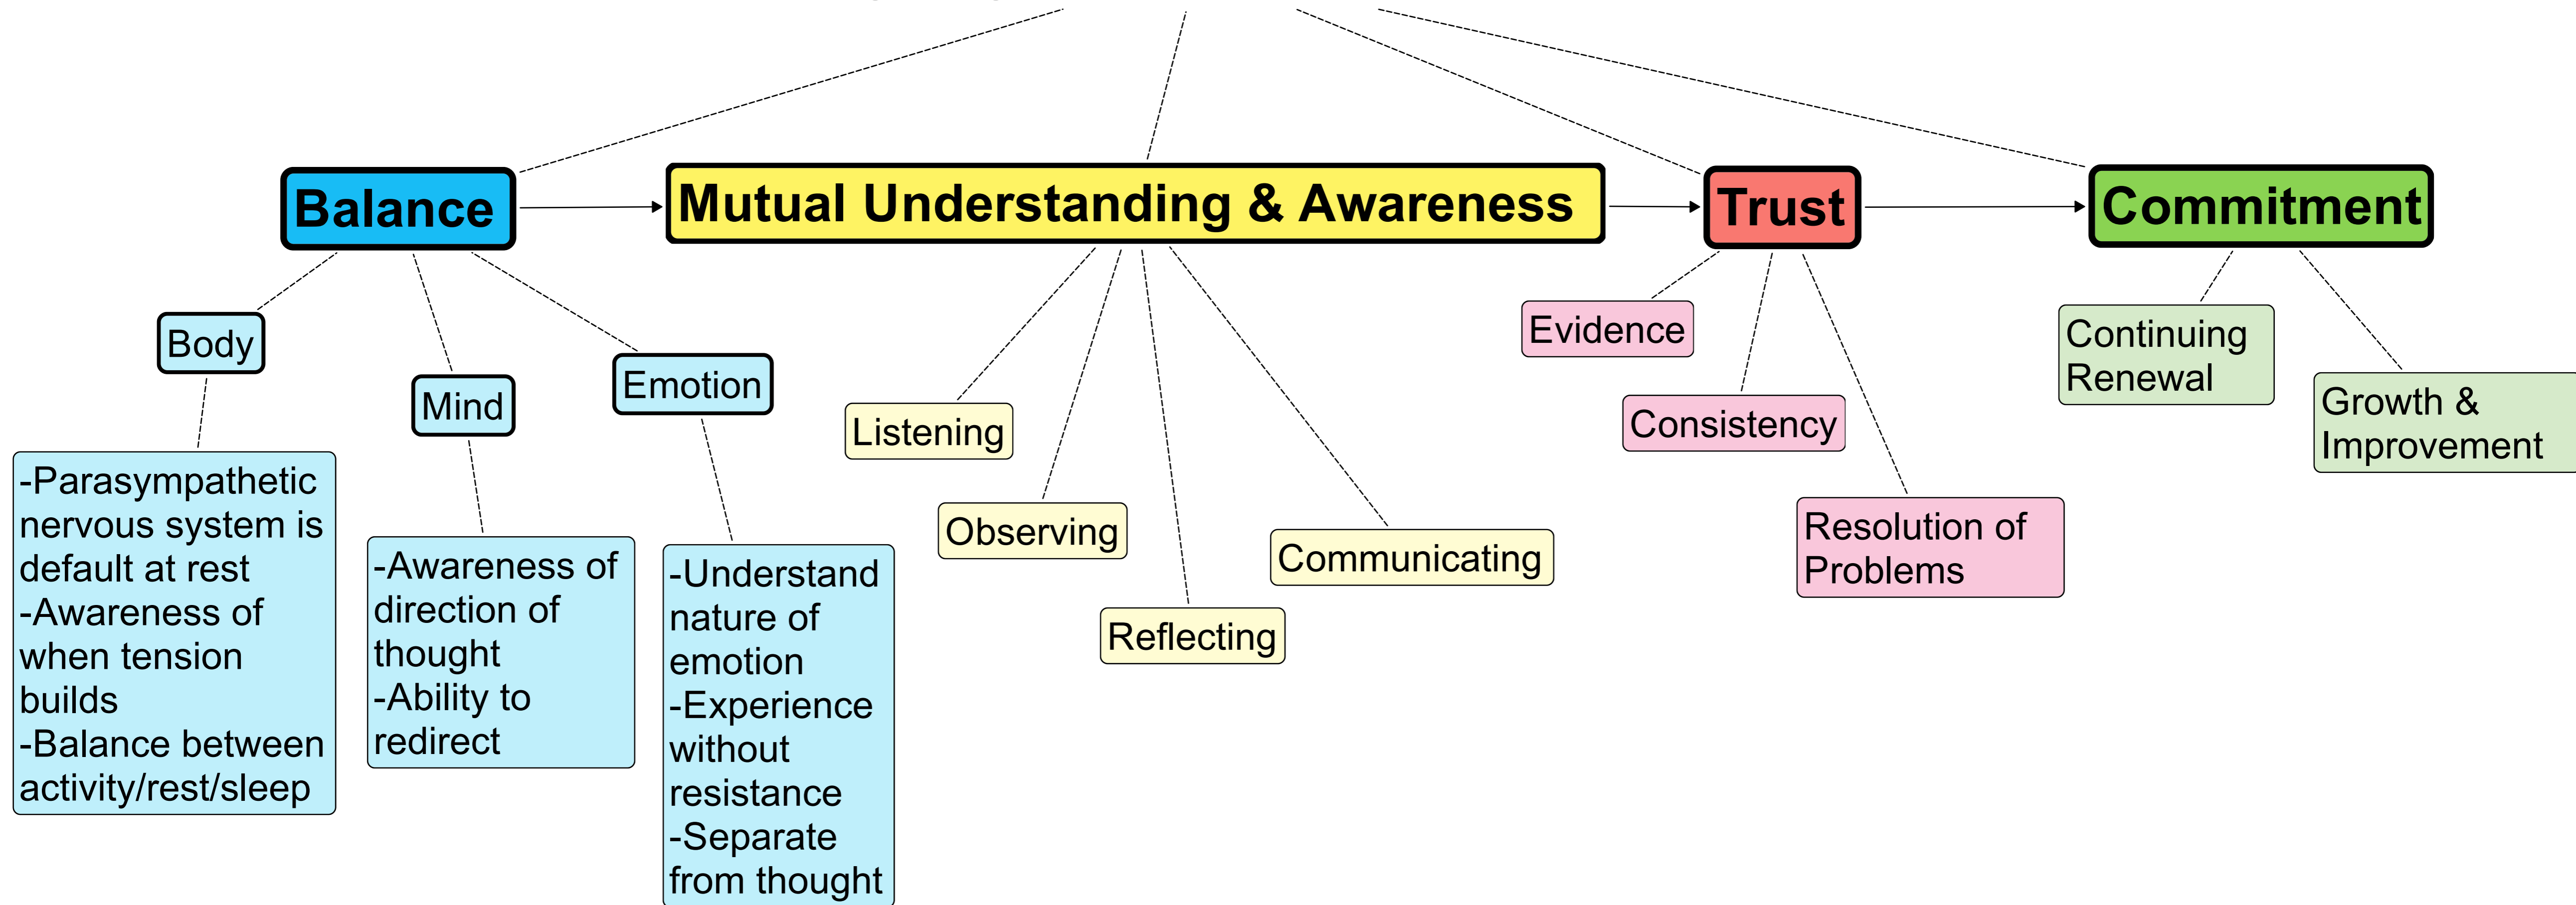 Balance
Mutual Understanding & Awareness
Trust
Commitment
Body
Mind
Emotion
-Parasympathetic
nervous system is
default at rest
-Awareness of
when tension
builds
-Balance between
activity/rest/sleep
-Awareness of
direction of
thought
-Ability to
redirect
-Understand
nature of
emotion
-Experience
without
resistance
-Separate
from thought
Listening
Observing
Reflecting
Communicating
Evidence
Consistency
Resolution of
Problems
Continuing
Renewal
Growth &
Improvement